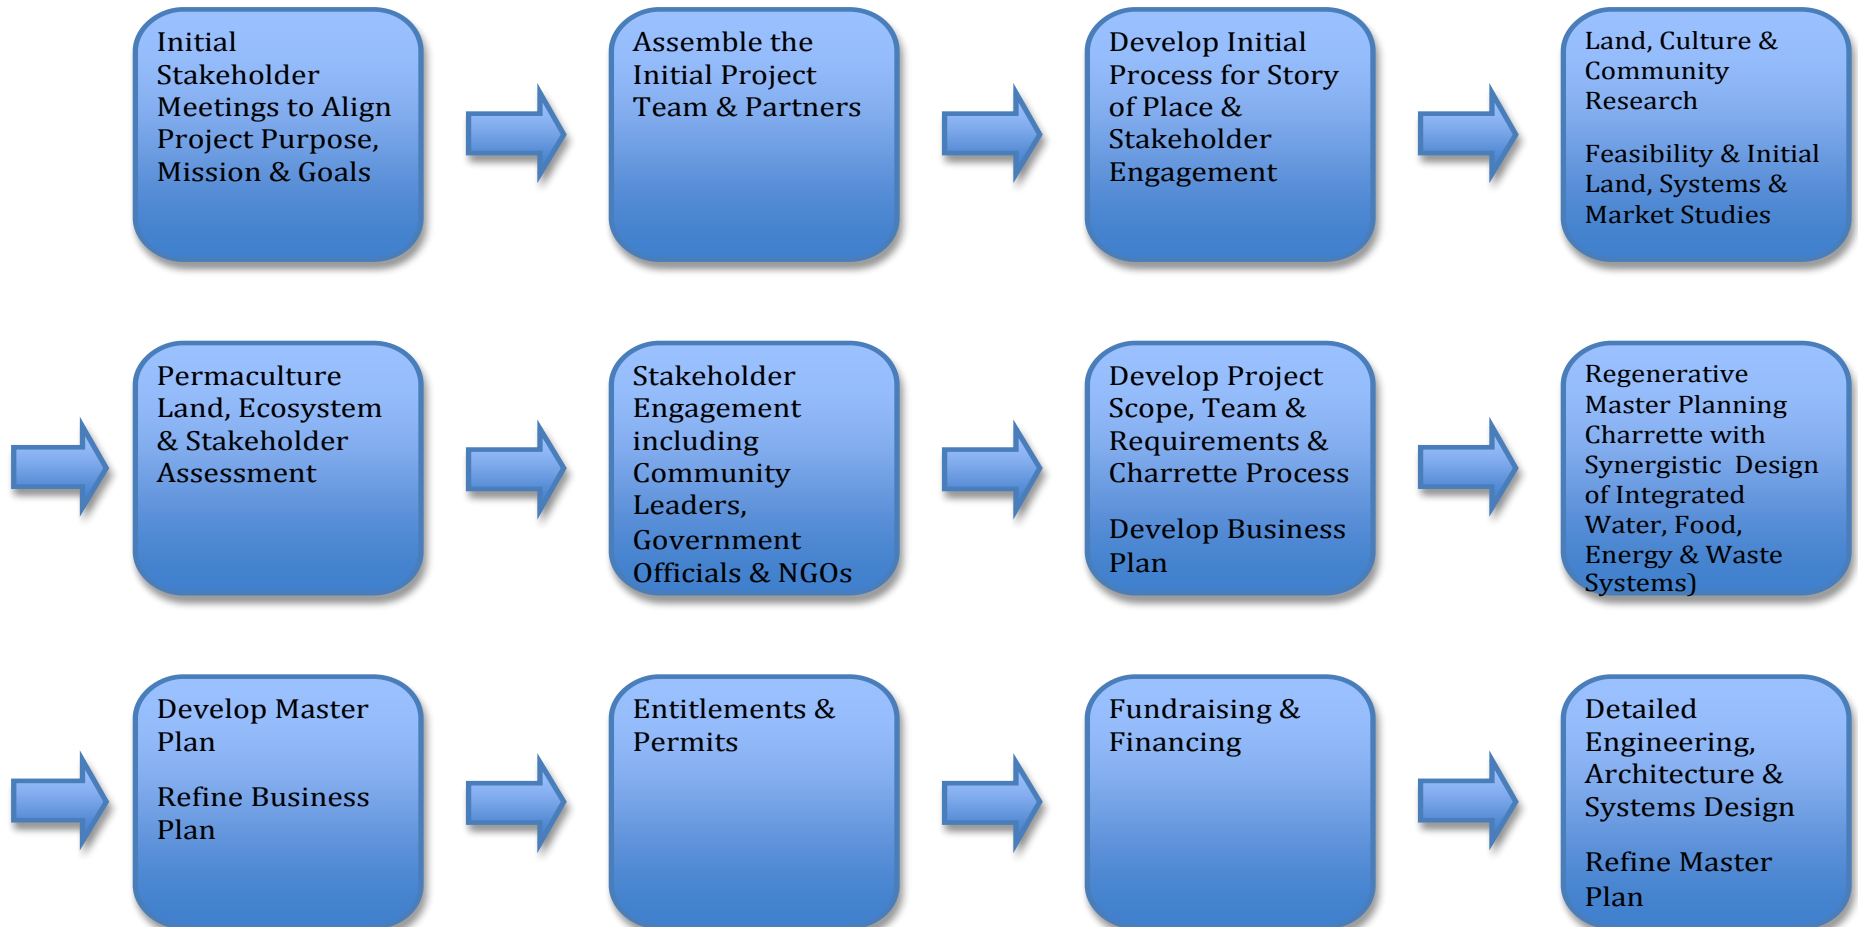 Initial
Stakeholder
Meetings to Align
Project Purpose,
Mission & Goals
Assemble the
Initial Project
Team & Partners
Develop Initial
Process for Story
of Place &
Stakeholder
Engagement
Land, Culture &
Community
Research
Feasibility & Initial
Land, Systems &
Market Studies
Permaculture
Land, Ecosystem
& Stakeholder
Assessment
Stakeholder
Engagement
including
Community
Leaders,
Government
Officials & NGOs
Develop Project
Scope, Team &
Requirements &
Charrette Process
Develop Business
Plan
Regenerative
Master Planning
Charrette with
Synergistic Design
of Integrated
Water, Food,
Energy & Waste
Systems)
Develop Master
Plan
Refine Business
Plan
Entitlements &
Permits
Fundraising &
Financing
Detailed
Engineering,
Architecture &
Systems Design
Refine Master
Plan